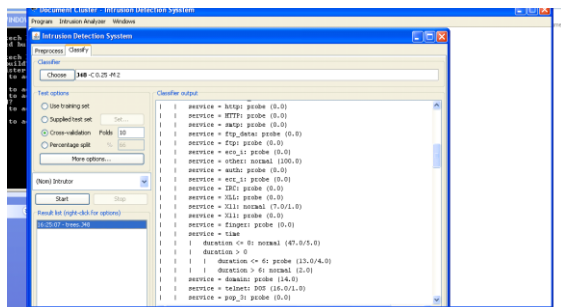 Document Cluster - Intrusion Detection Sysstem
Program Intrusion Analyzer Windows
Intrusion Detection Sysstem
Preprocess Classify
Classifier
Choose J48 -C 0.25 -M 2
Test options
Use training set
Supplied test set Set...
Cross-validation Folds 10
Percentage split % 66
More options...
(Nom) Intrutor
Start Stop
Result list (right-click for options)
16:25:07 - trees.J48
Classifier output
| | service = http: probe (0.0)
| | service = HTTP: probe (0.0)
| | service = smtp: probe (0.0)
| | service = ftp_data: probe (0.0)
| | service = ftp: probe (0.0)
| | service = eco_i: probe (0.0)
| | service = other: normal (100.0)
| | service = auth: probe (0.0)
| | service = ecr_i: probe (0.0)
| | service = IRC: probe (0.0)
| | service = XLL: probe (0.0)
| | service = X11: normal (7.0/1.0)
| | service = X1l: probe (0.0)
| | service = finger: probe (0.0)
| | service = time
| | | duration <= 0: normal (47.0/5.0)
| | | duration > 0
| | | | duration <= 6: probe (13.0/4.0)
| | | | duration > 6: normal (2.0)
| | service = domain: probe (14.0)
| | service = telnet: DOS (16.0/1.0)
| | service = pop_3: probe (0.0)